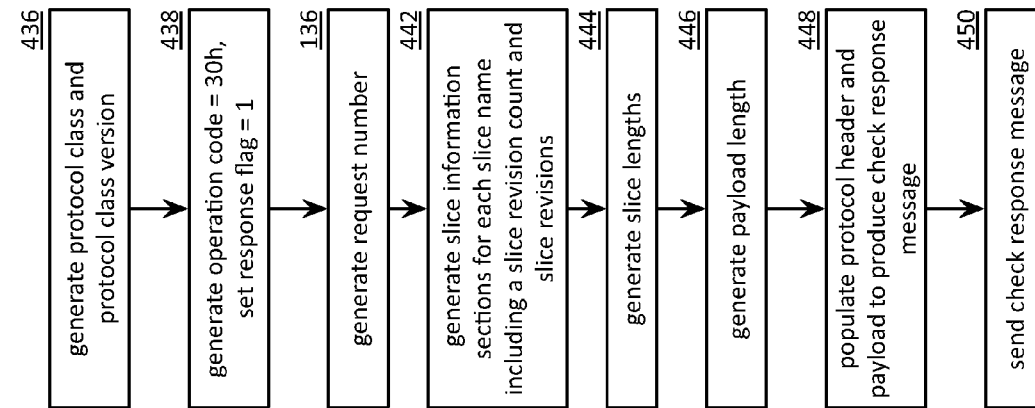 436
generate protocol class and
protocol class version
438
generate operation code = 30h,
set response flag = 1
136
generate request number
442
generate slice information
sections for each slice name
including a slice revision count and
slice revisions
444
generate slice lengths
446
generate payload length
448
populate protocol header and
payload to produce check response
message
450
send check response message